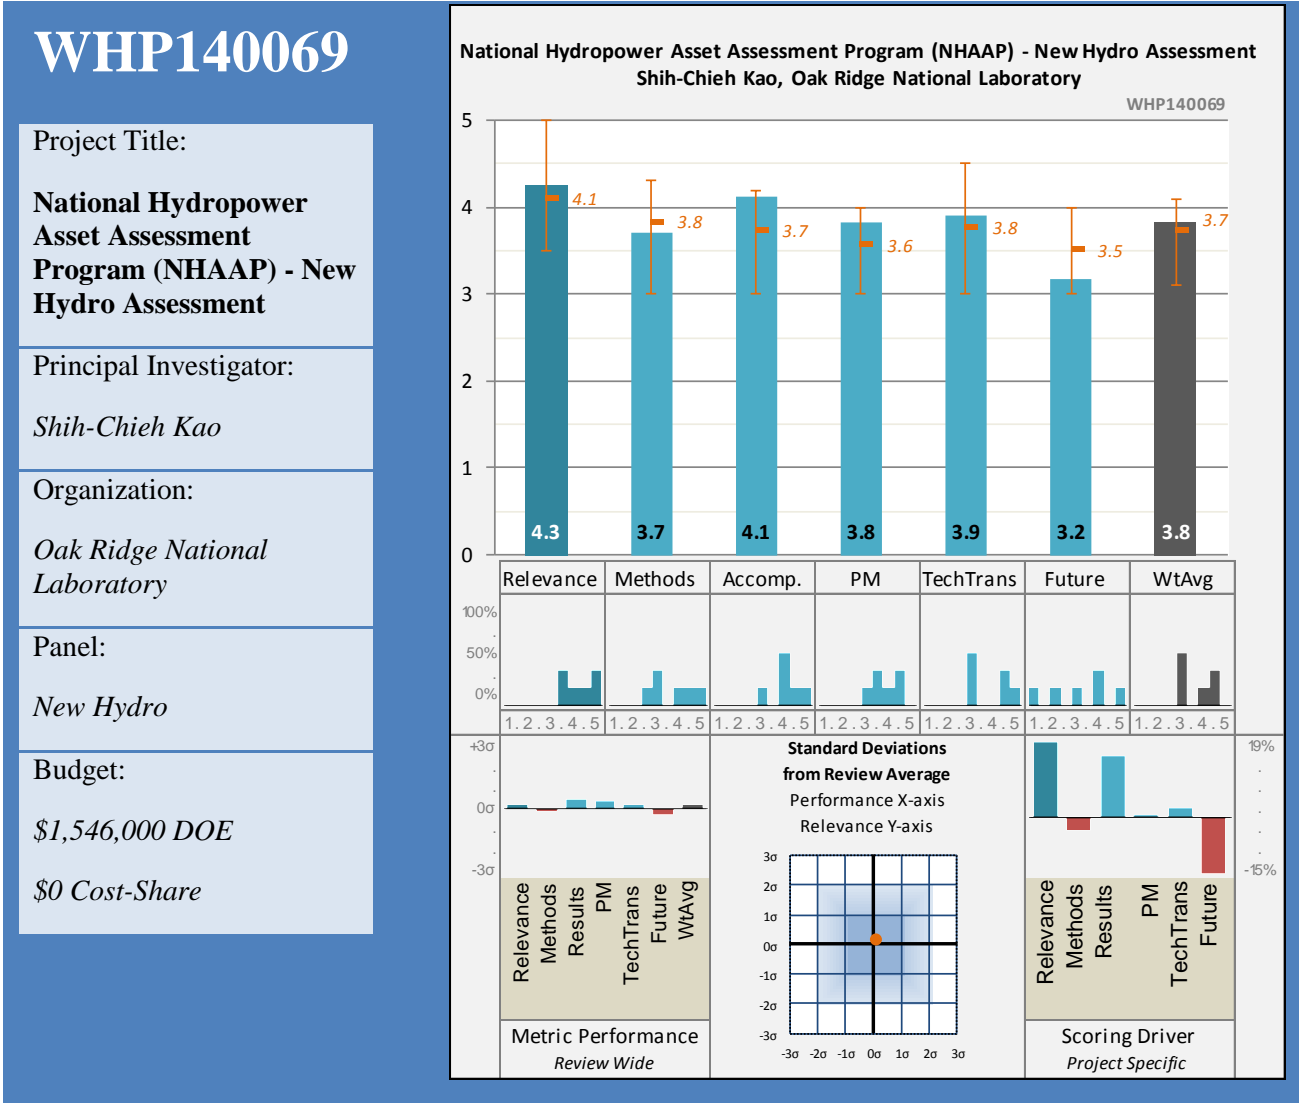 WHP140069
Project Title:
National Hydropower
Asset Assessment
Program (NHAAP) - New
Hydro Assessment
Principal Investigator:
Shih-Chieh Kao
Organization:
Oak Ridge National
Laboratory
Panel:
New Hydro
Budget:
$1,546,000 DOE
$0 Cost-Share
National Hydropower Asset Assessment Program (NHAAP) - New Hydro Assessment
Shih-Chieh Kao, Oak Ridge National Laboratory
WHP140069
5
4
3
2
1
0
4.1 3.8 3.7 3.6 3.8 3.5 3.7
4.3 3.7 4.1 3.8 3.9 3.2 3.8
Relevance Methods Accomp. PM TechTrans Future WtAvg
100%
.
50%
.
0%
1.2.3.4.5 1.2.3.4.5 1.2.3.4.5 1.2.3.4.5 1.2.3.4.5 1.2.3.4.5 1.2.3.4.5
+3σ
.
.
0σ
.
.
-3σ
Relevance
Methods
Results
PM
TechTrans
Future
WtAvg
Metric Performance
Review Wide
Standard Deviations
from Review Average
Performance X-axis
Relevance Y-axis
3σ
2σ
1σ
0σ
-1σ
-2σ
-3σ
-3σ -2σ -1σ 0σ 1σ 2σ 3σ
19%
.
.
.
.
-15%
Relevance
Methods
Results
PM
TechTrans
Future
Scoring Driver
Project Specific